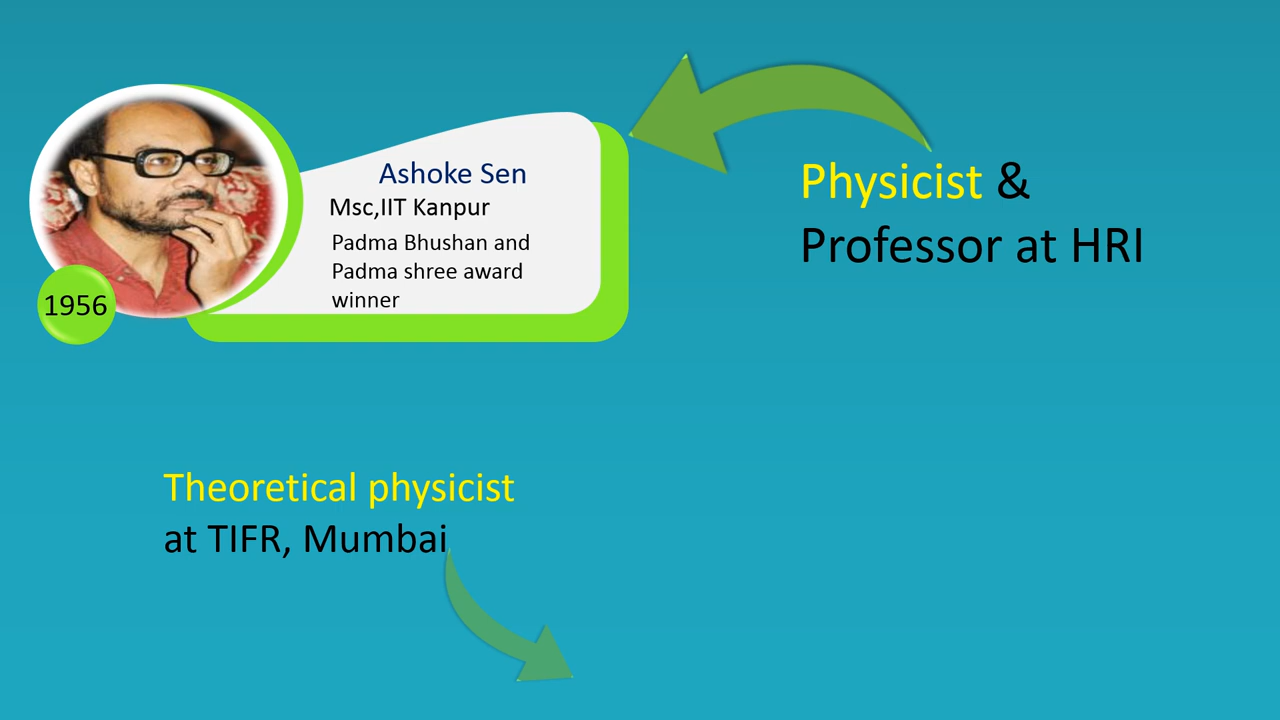 Ashoke Sen
Msc,IIT Kanpur
Padma Bhushan and
Padma shree award
winner
1956
Physicist &
Professor at HRI
Theoretical physicist
at TIFR, Mumbai